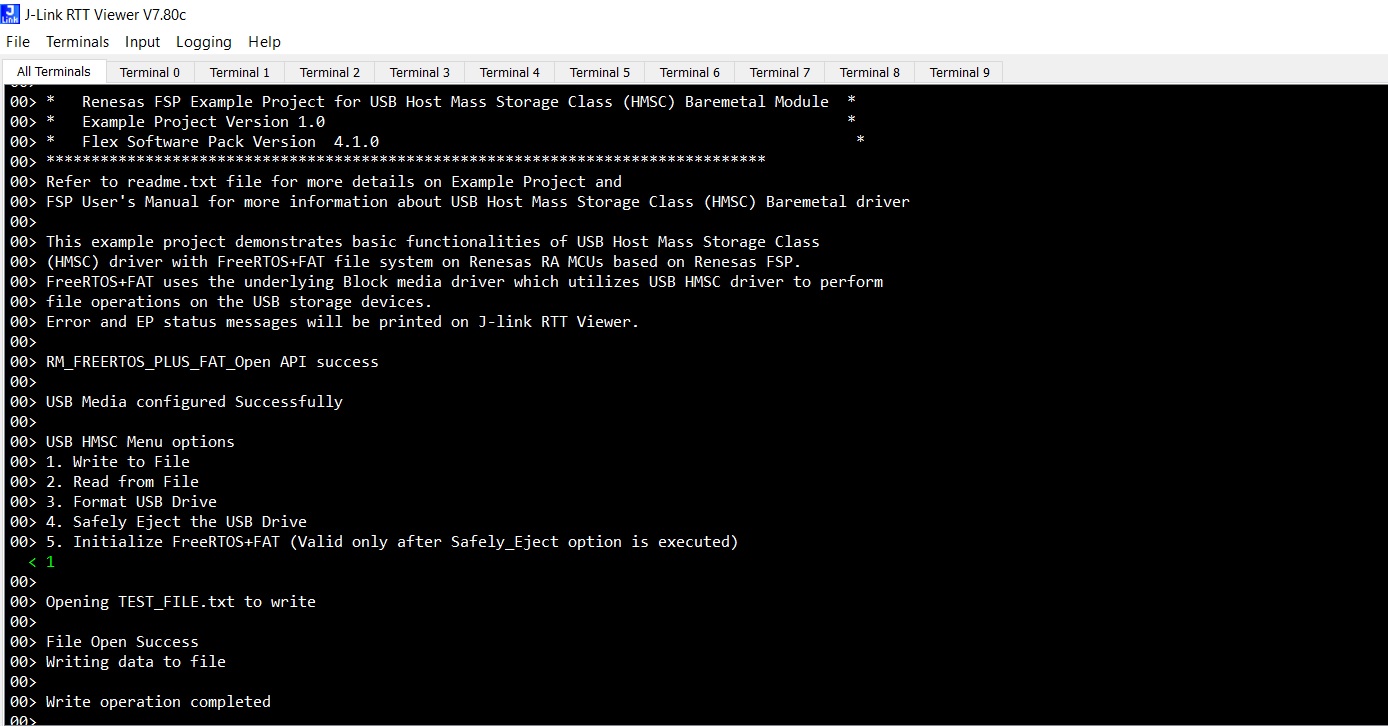 J-Link RTT Viewer V7.80c
File Terminals Input Logging Help
All Terminals Terminal 0 Terminal 1 Terminal 2 Terminal 3 Terminal 4 Terminal 5 Terminal 6 Terminal 7 Terminal 8 Terminal 9
00> *   Renesas FSP Example Project for USB Host Mass Storage Class (HMSC) Baremetal Module  *
00> *   Example Project Version 1.0                                                          *
00> *   Flex Software Pack Version  4.1.0                                                     *
00> ********************************************************************************
00> Refer to readme.txt file for more details on Example Project and
00> FSP User's Manual for more information about USB Host Mass Storage Class (HMSC) Baremetal driver
00>
00> This example project demonstrates basic functionalities of USB Host Mass Storage Class
00> (HMSC) driver with FreeRTOS+FAT file system on Renesas RA MCUs based on Renesas FSP.
00> FreeRTOS+FAT uses the underlying Block media driver which utilizes USB HMSC driver to perform
00> file operations on the USB storage devices.
00> Error and EP status messages will be printed on J-link RTT Viewer.
00>
00> RM_FREERTOS_PLUS_FAT_Open API success
00>
00> USB Media configured Successfully
00>
00> USB HMSC Menu options
00> 1. Write to File
00> 2. Read from File
00> 3. Format USB Drive
00> 4. Safely Eject the USB Drive
00> 5. Initialize FreeRTOS+FAT (Valid only after Safely_Eject option is executed)
< 1
00>
00> Opening TEST_FILE.txt to write
00>
00> File Open Success
00> Writing data to file
00>
00> Write operation completed
00>